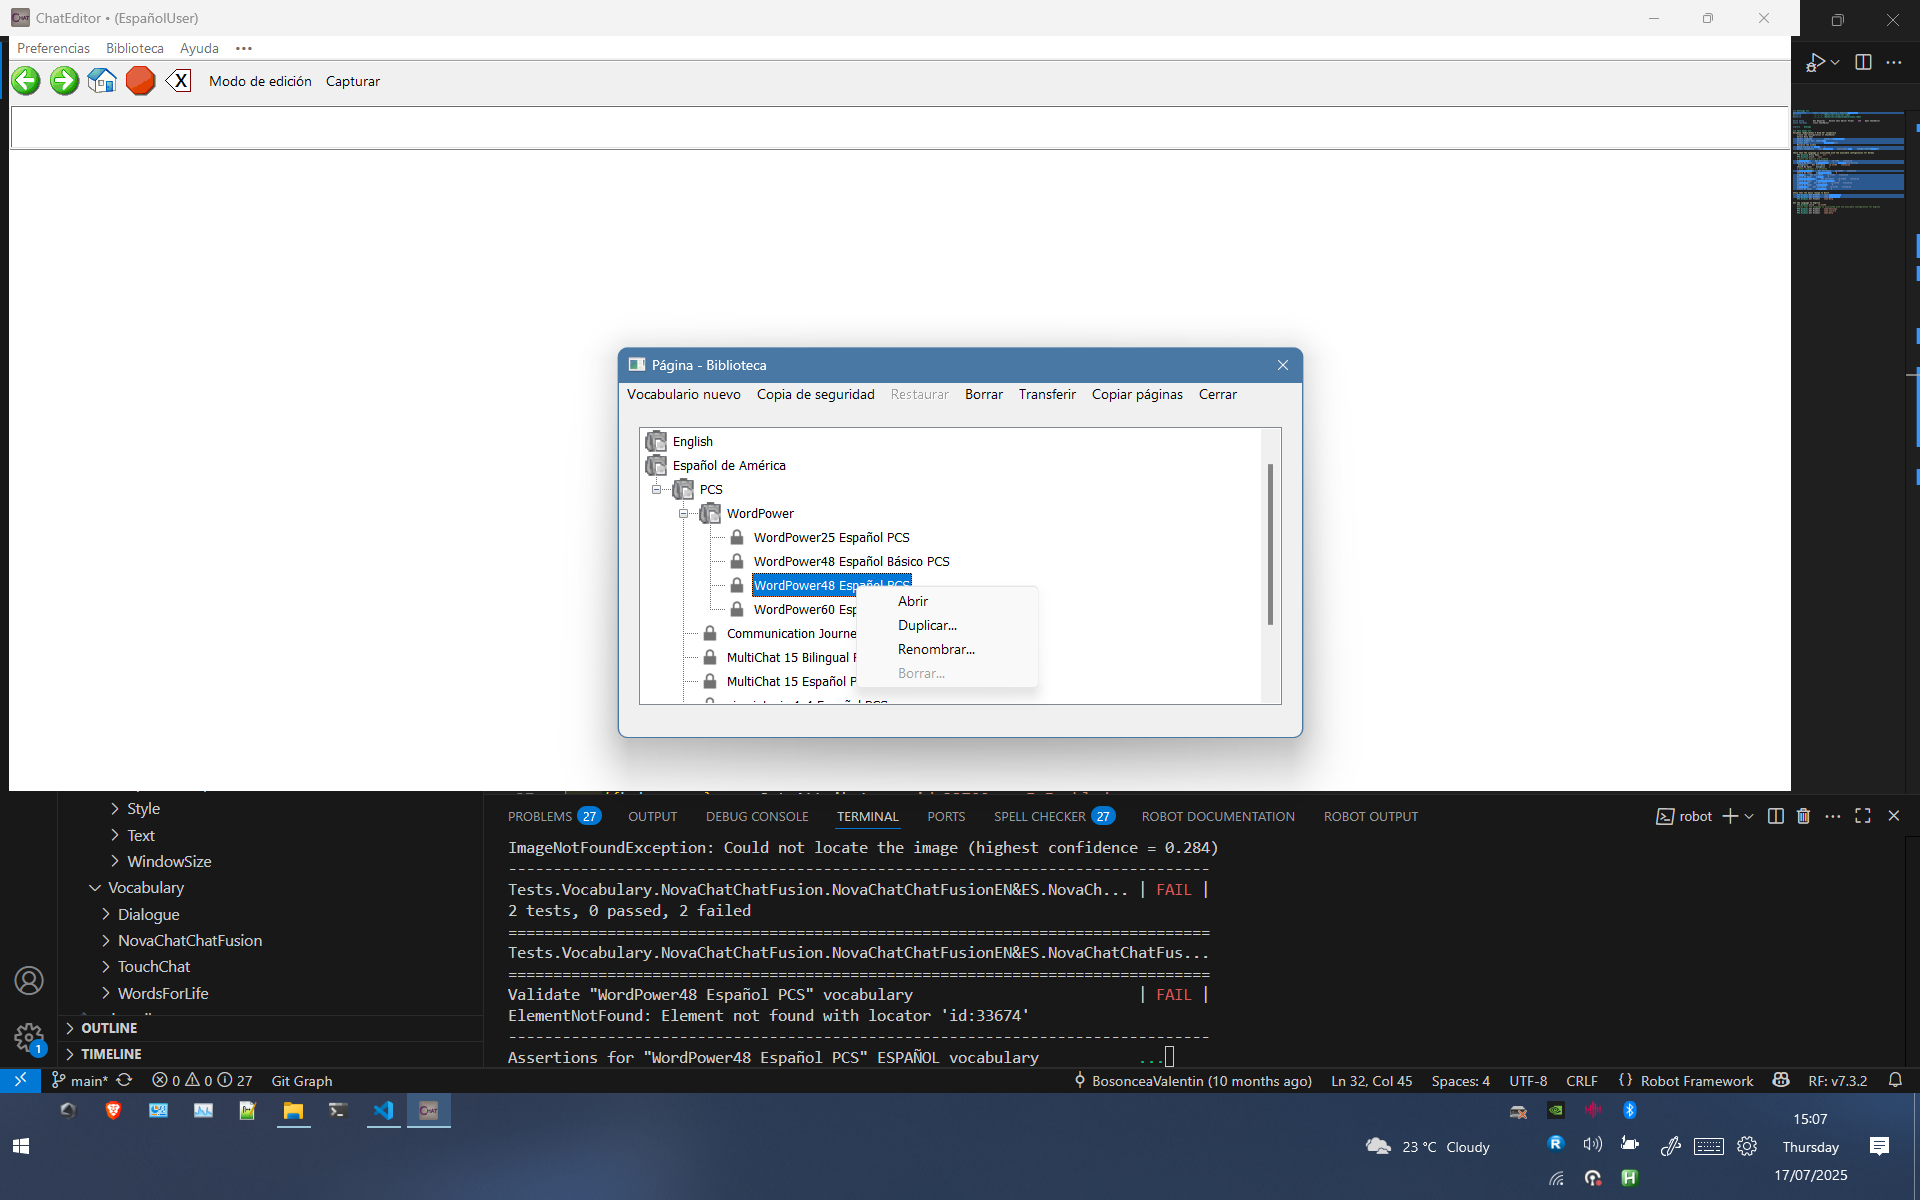 ChatEditor • (EspañolUser)
Preferencias Biblioteca Ayuda •••
X Modo de edición Capturar
Página - Biblioteca
Vocabulario nuevo Copia de seguridad Restaurar Borrar Transferir Copiar páginas Cerrar
English
Español de América
PCS
WordPower
WordPower25 Español PCS
WordPower48 Español Básico PCS
WordPower48 Español PCS
WordPower60 Esp
Communication Journe
MultiChat 15 Bilingual
MultiChat 15 Español P
Abrir
Duplicar...
Renombrar...
Borrar...
Style
Text
WindowSize
Vocabulary
Dialogue
NovaChatChatFusion
TouchChat
WordsForLife
OUTLINE
TIMELINE
PROBLEMS 27 OUTPUT DEBUG CONSOLE TERMINAL PORTS SPELL CHECKER 27 ROBOT DOCUMENTATION ROBOT OUTPUT robot
ImageNotFoundException: Could not locate the image (highest confidence = 0.284)
------------------------------------------------------------------------------
Tests.Vocabulary.NovaChatChatFusion.NovaChatChatFusionEN&ES.NovaCh... | FAIL |
2 tests, 0 passed, 2 failed
==============================================================================
Tests.Vocabulary.NovaChatChatFusion.NovaChatChatFusionEN&ES.NovaChatChatFus...
==============================================================================
Validate "WordPower48 Español PCS" vocabulary | FAIL |
ElementNotFound: Element not found with locator 'id:33674'
------------------------------------------------------------------------------
Assertions for "WordPower48 Español PCS" ESPAÑOL vocabulary ...
1
main* 0 0 27 Git Graph BosonceaValentin (10 months ago) Ln 32, Col 45 Spaces: 4 UTF-8 CRLF {} Robot Framework RF: v7.3.2
CHAT
23 °C Cloudy
15:07
Thursday
17/07/2025